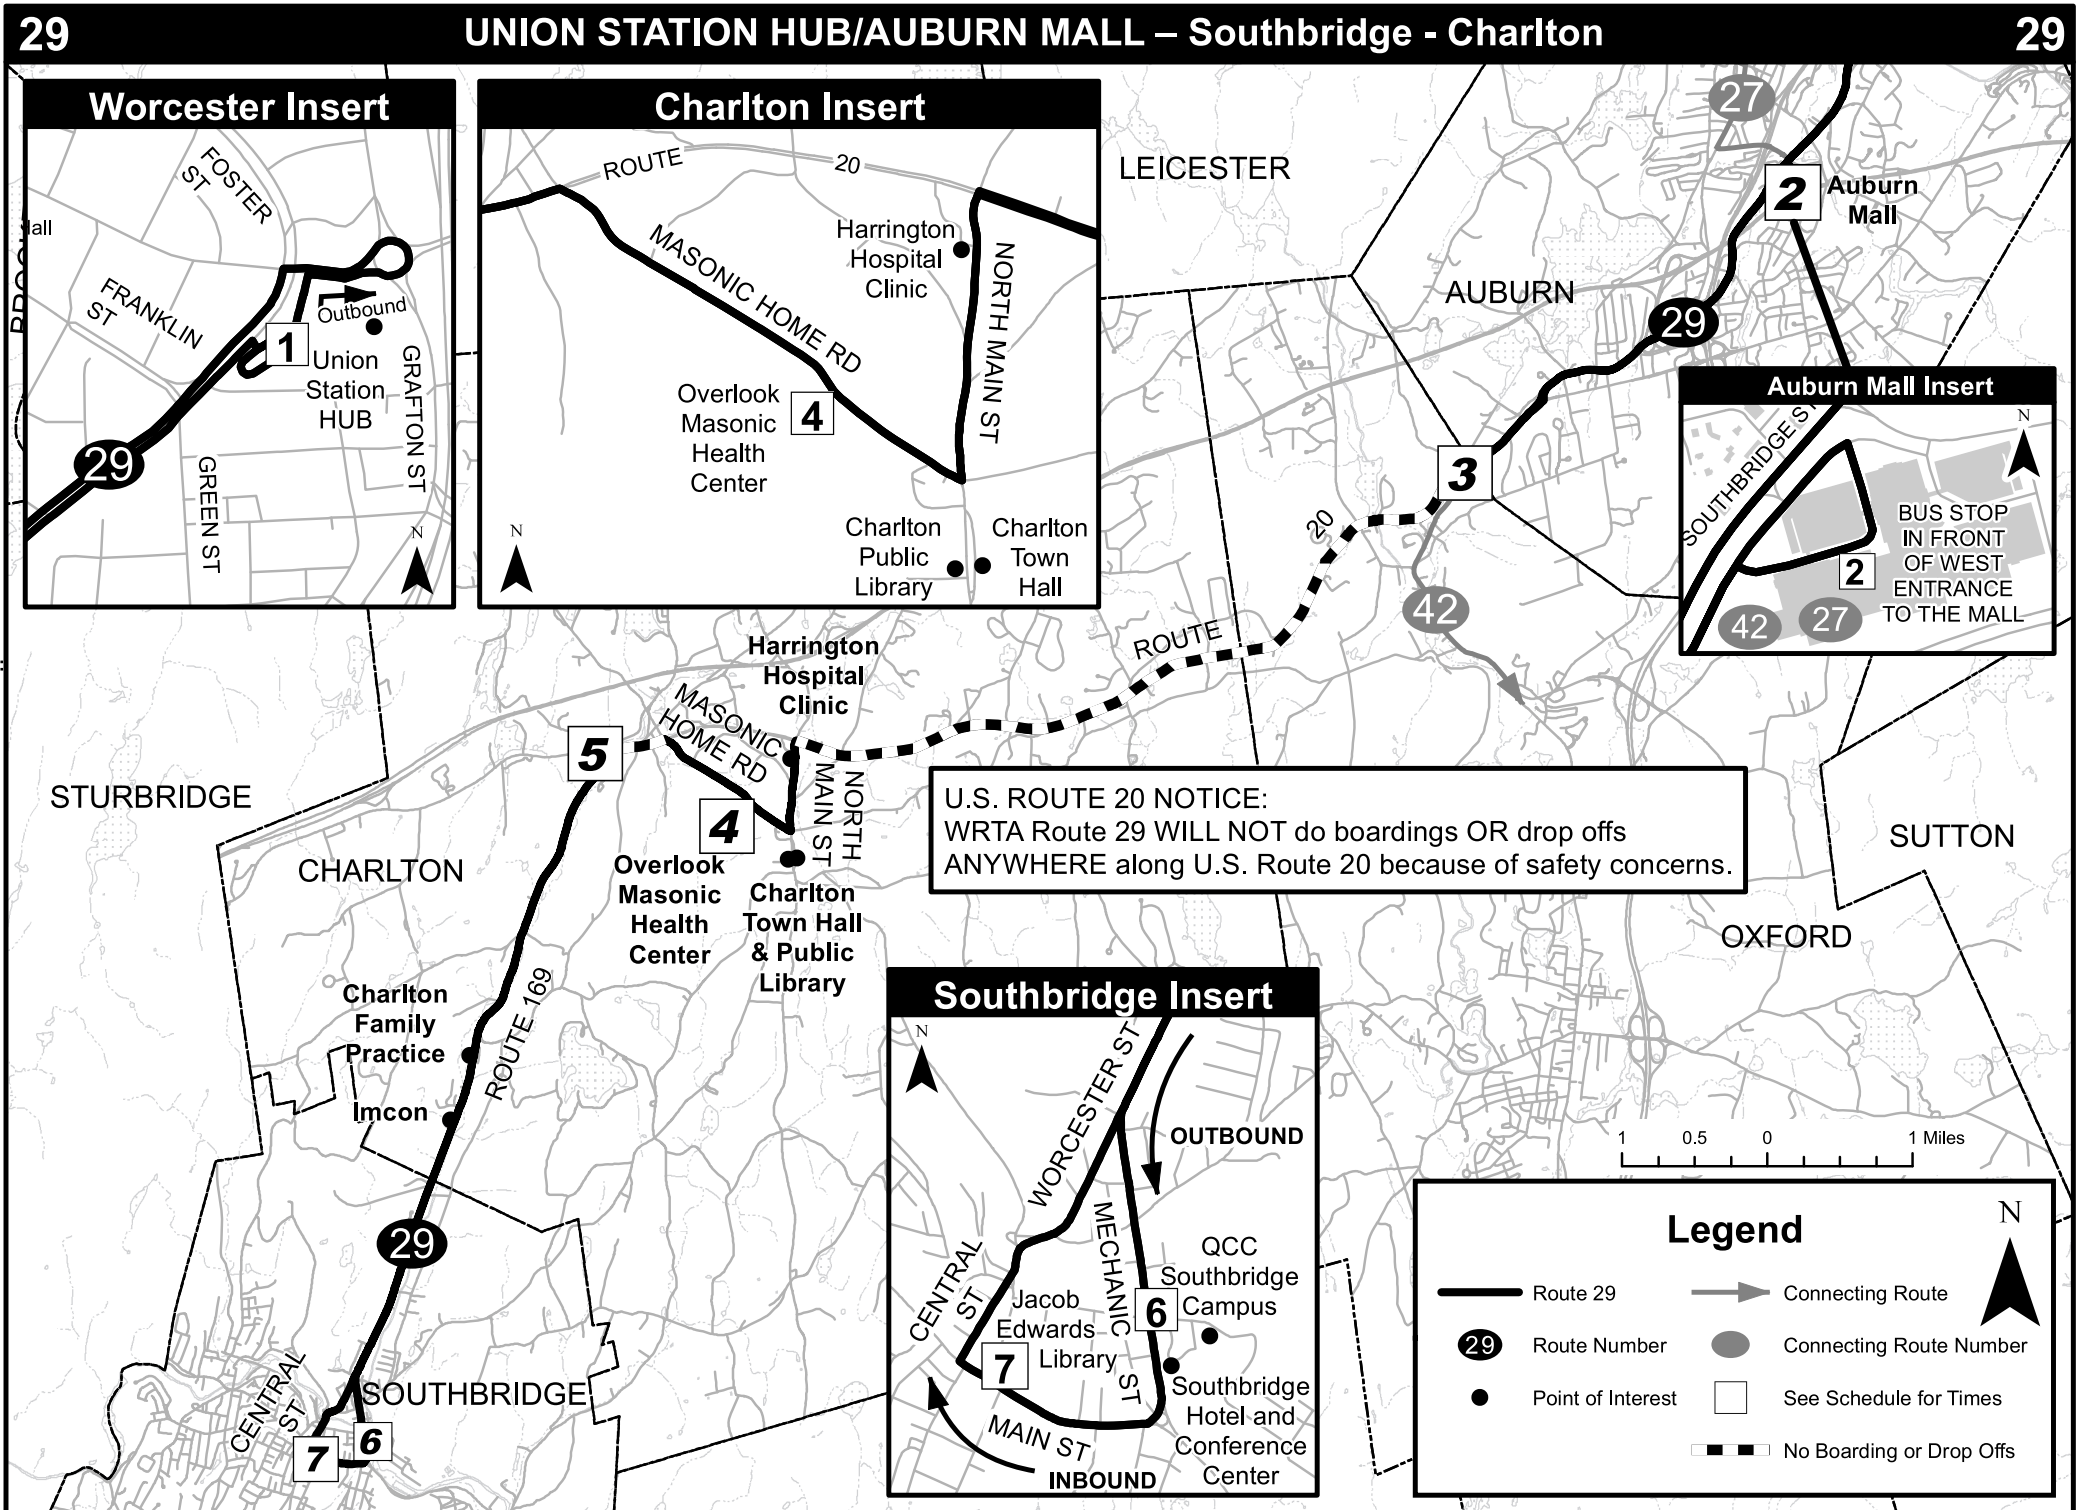 29
UNION STATION HUB/AUBURN MALL – Southbridge - Charlton
29
Worcester Insert
FOSTER
ST
FRANKLIN
ST
Outbound
1
Union
Station
HUB
GRAFTON ST
29
GREEN ST
N
Charlton Insert
ROUTE
20
Harrington
Hospital
Clinic
MASONIC HOME RD
NORTH MAIN ST
Overlook
Masonic
Health
Center
4
Charlton
Public
Library
Charlton
Town
Hall
N
LEICESTER
27
2
Auburn
Mall
AUBURN
29
3
20
42
ROUTE
Auburn Mall Insert
SOUTHBRIDGE ST
N
BUS STOP
IN FRONT
OF WEST
ENTRANCE
TO THE MALL
2
42
27
Harrington
Hospital
Clinic
MASONIC
HOME RD
5
NORTH
MAIN ST
4
STURBRIDGE
CHARLTON
Overlook
Masonic
Health
Center
Charlton
Town Hall
& Public
Library
U.S. ROUTE 20 NOTICE:
WRTA Route 29 WILL NOT do boardings OR drop offs
ANYWHERE along U.S. Route 20 because of safety concerns.
SUTTON
OXFORD
ROUTE 169
Charlton
Family
Practice
Imcon
29
SOUTHBRIDGE
CENTRAL
ST
7
6
Southbridge Insert
N
WORCESTER ST
OUTBOUND
MECHANIC ST
CENTRAL
ST
QCC
Southbridge
Campus
6
Jacob
Edwards
Library
7
MAIN ST
INBOUND
Southbridge
Hotel and
Conference
Center
1
0.5
0
1 Miles
Legend
N
Route 29
Connecting Route
29
Route Number
Connecting Route Number
Point of Interest
See Schedule for Times
No Boarding or Drop Offs